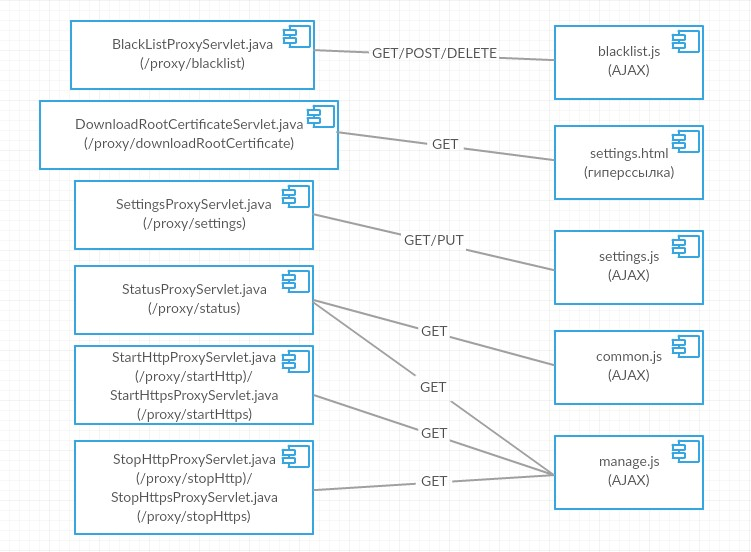 BlackListProxyServlet.java
(/proxy/blacklist)
GET/POST/DELETE
blacklist.js
(AJAX)
DownloadRootCertificateServlet.java
(/proxy/downloadRootCertificate)
GET
settings.html
(гиперссылка)
SettingsProxyServlet.java
(/proxy/settings)
GET/PUT
settings.js
(AJAX)
StatusProxyServlet.java
(/proxy/status)
GET
common.js
(AJAX)
GET
StartHttpProxyServlet.java
(/proxy/startHttp)/
StartHttpsProxyServlet.java
(/proxy/startHttps)
GET
manage.js
(AJAX)
StopHttpProxyServlet.java
(/proxy/stopHttp)/
StopHttpsProxyServlet.java
(/proxy/stopHttps)
GET